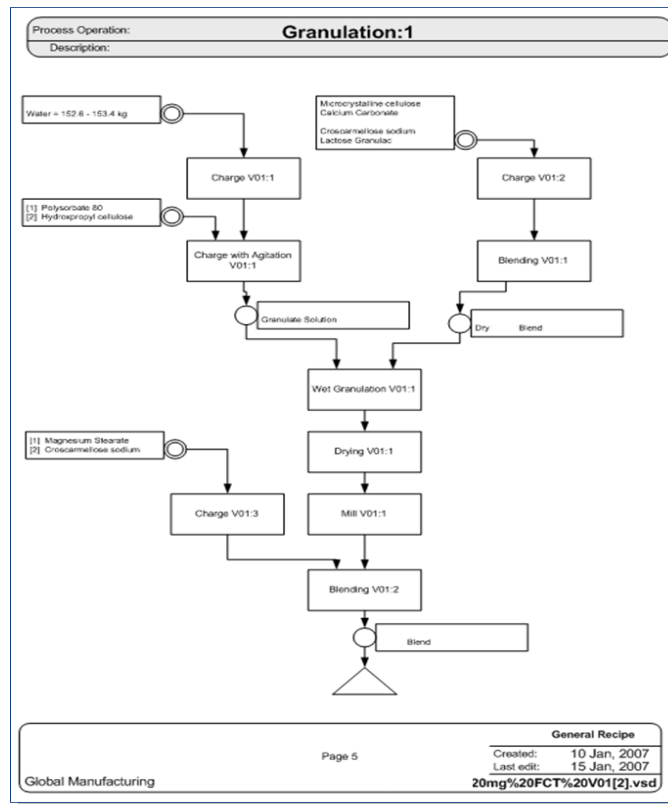 Process Operation:
Granulation:1
Description:
Water = 152.6 - 153.4 kg
Microcrystalline cellulose
Calcium Carbonate
Croscarmellose sodium
Lactose Granulac
Charge V01:1
Charge V01:2
[1] Polysorbate 80
[2] Hydroxpropyl cellulose
Charge with Agitation
V01:1
Blending V01:1
Granulate Solution
Dry Blend
Wet Granulation V01:1
[1] Magnesium Stearate
[2] Croscarmellose sodium
Drying V01:1
Charge V01:3
Mill V01:1
Blending V01:2
Blend
General Recipe
Page 5
Created: 10 Jan, 2007
Last edit: 15 Jan, 2007
Global Manufacturing
20mg%20FCT%20V01[2].vsd